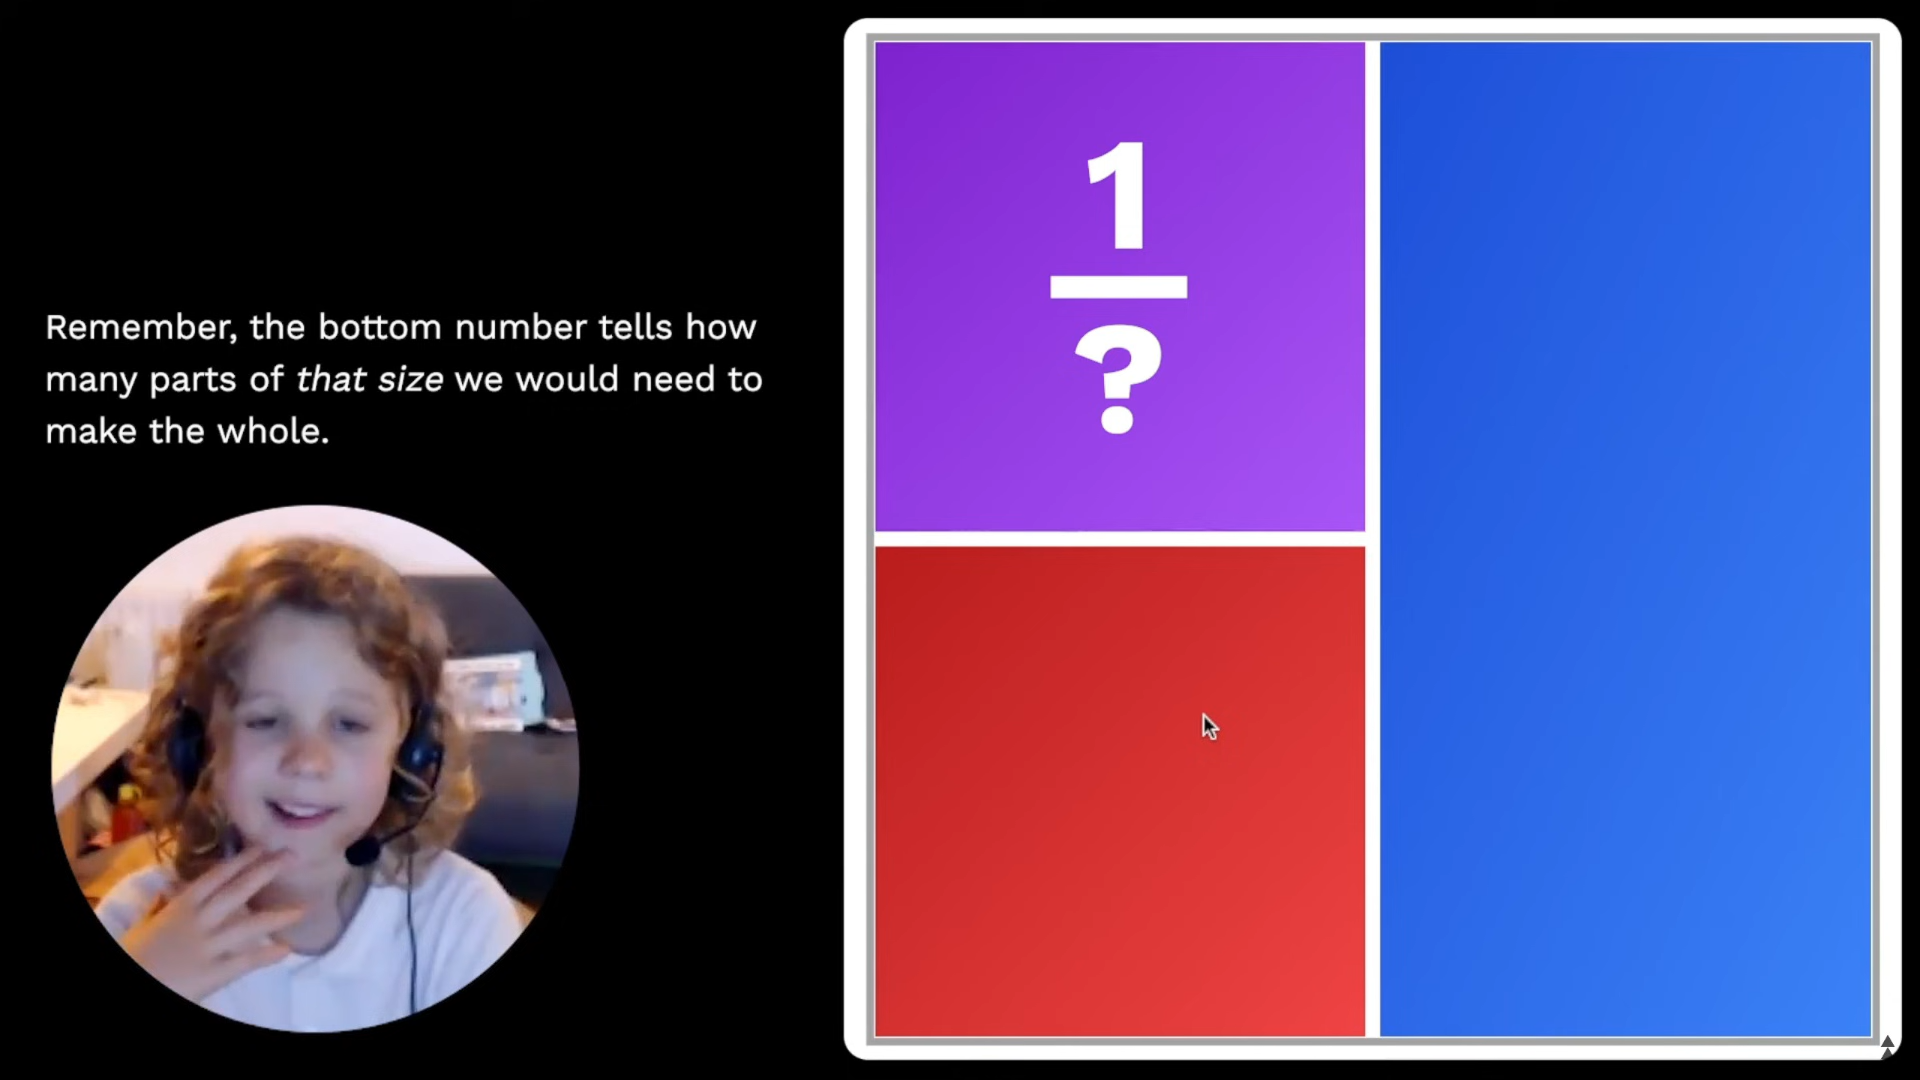 Remember, the bottom number tells how
many parts of that size we would need to
make the whole.
1
?